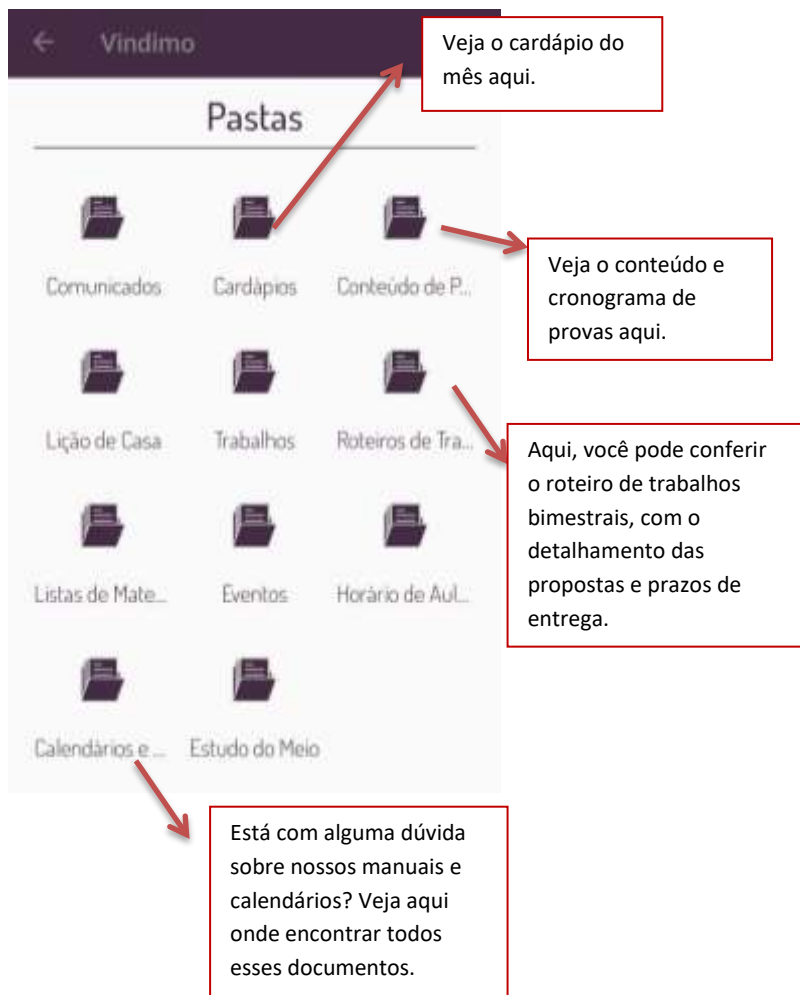 Vindimo
Veja o cardápio do
mês aqui.
Pastas
Comunicados
Cardápios
Conteúdo de P...
Veja o conteúdo e
cronograma de
provas aqui.
Lição de Casa
Trabalhos
Roteiros de Tra...
Aqui, você pode conferir
o roteiro de trabalhos
bimestrais, com o
detalhamento das
propostas e prazos de
entrega.
Listas de Mate...
Eventos
Horário de Aul...
Calendários e ...
Estudo do Meio
Está com alguma dúvida
sobre nossos manuais e
calendários? Veja aqui
onde encontrar todos
esses documentos.